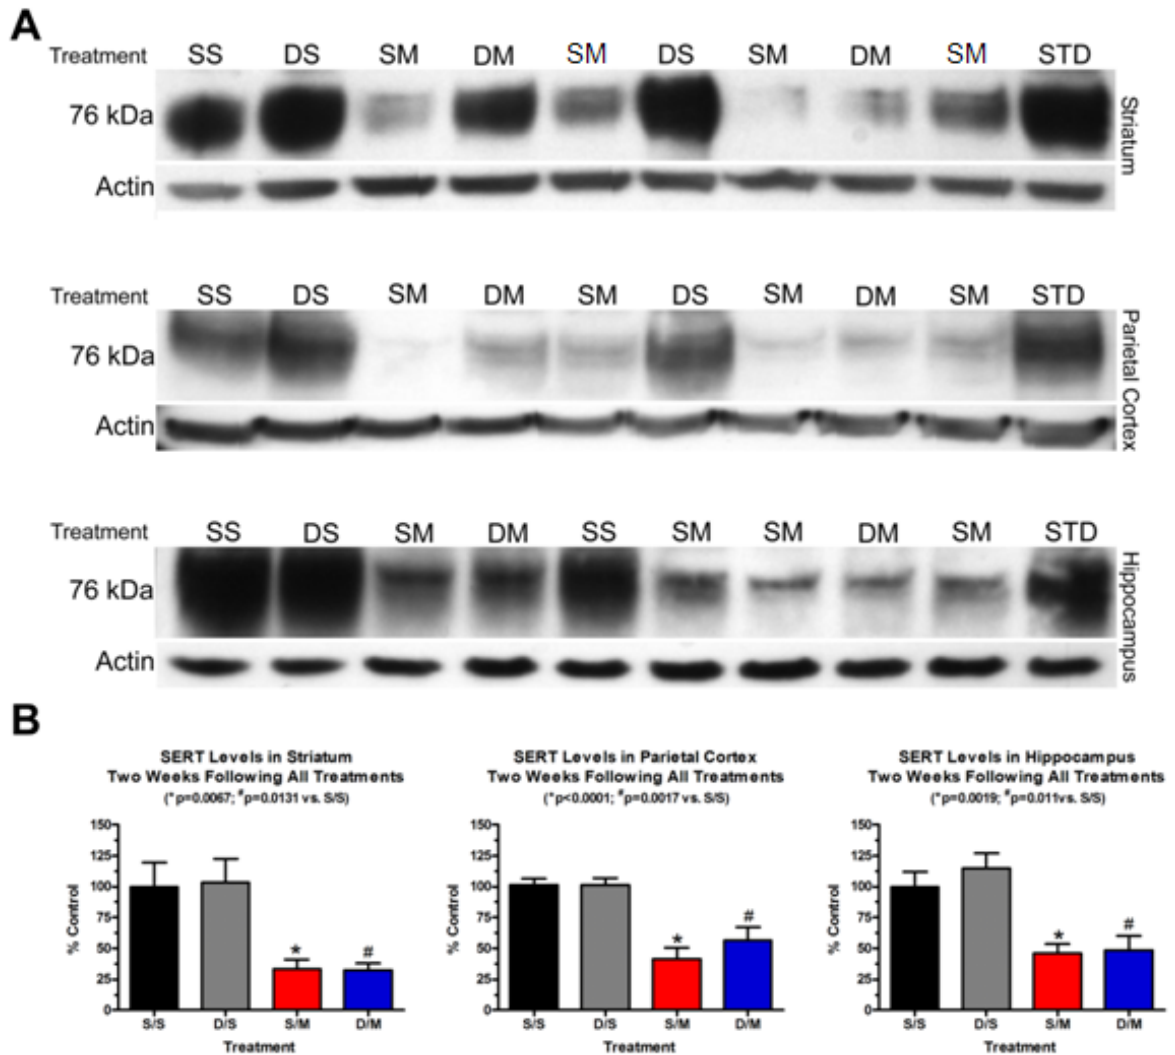 A
Treatment SS DS SM DM SM DS SM DM SM STD
76 kDa
Striatum
Actin
Treatment SS DS SM DM SM DS SM DM SM STD
76 kDa
Parietal Cortex
Actin
Treatment SS DS SM DM SS SM SM DM SM STD
76 kDa
Hippocampus
Actin
B
SERT Levels in Striatum
Two Weeks Following All Treatments
(*p=0.0067; #p=0.0131 vs. S/S)
150
125
100
75
50
25
0
% Control
* #
S/S D/S S/M D/M
Treatment
SERT Levels in Parietal Cortex
Two Weeks Following All Treatments
(*p<0.0001; #p=0.0017 vs. S/S)
150
125
100
75
50
25
0
% Control
* #
S/S D/S S/M D/M
Treatment
SERT Levels in Hippocampus
Two Weeks Following All Treatments
(*p=0.0019; #p=0.011vs. S/S)
150
125
100
75
50
25
0
% Control
* #
S/S D/S S/M D/M
Treatment